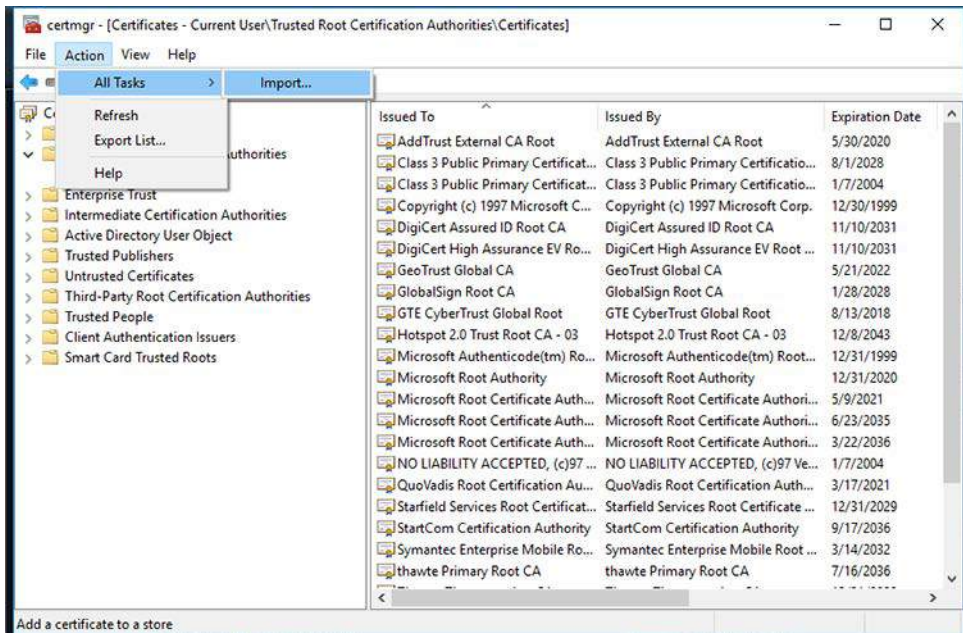 certmgr - [Certificates - Current User\Trusted Root Certification Authorities\Certificates]
File Action View Help
All Tasks Import...
Refresh
Export List...
Help
uthorities
Enterprise Trust
Intermediate Certification Authorities
Active Directory User Object
Trusted Publishers
Untrusted Certificates
Third-Party Root Certification Authorities
Trusted People
Client Authentication Issuers
Smart Card Trusted Roots
Issued To Issued By Expiration Date
AddTrust External CA Root AddTrust External CA Root 5/30/2020
Class 3 Public Primary Certificat... Class 3 Public Primary Certificatio... 8/1/2028
Class 3 Public Primary Certificat... Class 3 Public Primary Certificatio... 1/7/2004
Copyright (c) 1997 Microsoft C... Copyright (c) 1997 Microsoft Corp. 12/30/1999
DigiCert Assured ID Root CA DigiCert Assured ID Root CA 11/10/2031
DigiCert High Assurance EV Ro... DigiCert High Assurance EV Root ... 11/10/2031
GeoTrust Global CA GeoTrust Global CA 5/21/2022
GlobalSign Root CA GlobalSign Root CA 1/28/2028
GTE CyberTrust Global Root GTE CyberTrust Global Root 8/13/2018
Hotspot 2.0 Trust Root CA - 03 Hotspot 2.0 Trust Root CA - 03 12/8/2043
Microsoft Authenticode(tm) Ro... Microsoft Authenticode(tm) Root... 12/31/1999
Microsoft Root Authority Microsoft Root Authority 12/31/2020
Microsoft Root Certificate Auth... Microsoft Root Certificate Authori... 5/9/2021
Microsoft Root Certificate Auth... Microsoft Root Certificate Authori... 6/23/2035
Microsoft Root Certificate Auth... Microsoft Root Certificate Authori... 3/22/2036
NO LIABILITY ACCEPTED, (c)97 ... NO LIABILITY ACCEPTED, (c)97 Ve... 1/7/2004
QuoVadis Root Certification Au... QuoVadis Root Certification Auth... 3/17/2021
Starfield Services Root Certificat... Starfield Services Root Certificate ... 12/31/2029
StartCom Certification Authority StartCom Certification Authority 9/17/2036
Symantec Enterprise Mobile Ro... Symantec Enterprise Mobile Root ... 3/14/2032
thawte Primary Root CA thawte Primary Root CA 7/16/2036
Add a certificate to a store